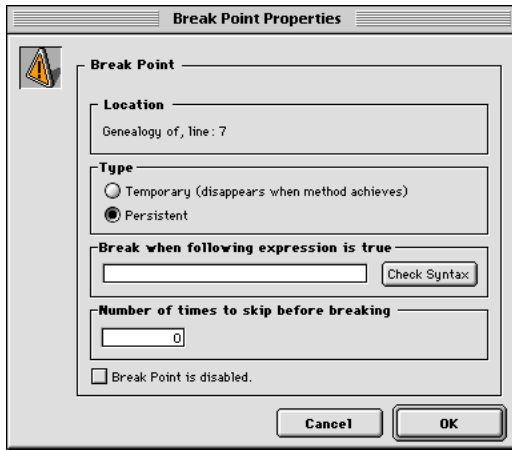 Break Point Properties
Break Point
Location
Genealogy of, line: 7
Type
Temporary (disappears when method achieves)
Persistent
Break when following expression is true
Check Syntax
Number of times to skip before breaking
0
Break Point is disabled.
Cancel OK